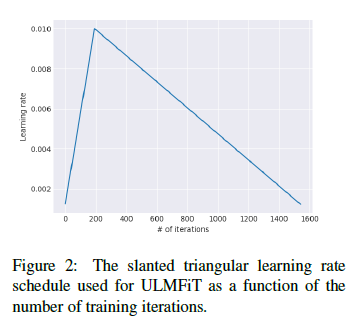 0.010
0.008
0.006
0.004
0.002
Learning rate
0 200 400 600 800 1000 1200 1400 1600
# of iterations
Figure 2: The slanted triangular learning rate
schedule used for ULMFiT as a function of the
number of training iterations.